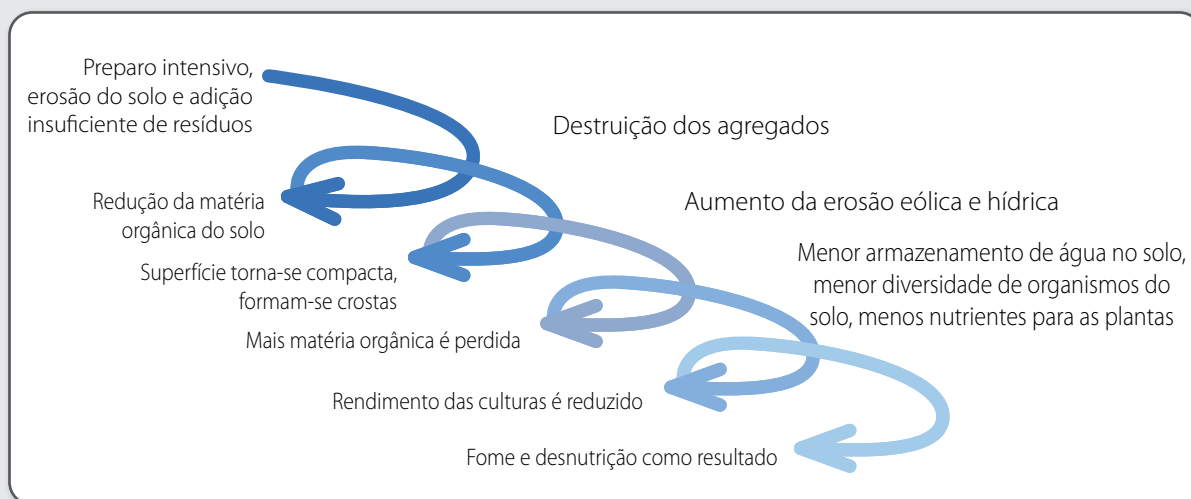 Preparo intensivo,
erosão do solo e adição
insuficiente de resíduos
Destruição dos agregados
Redução da matéria
orgânica do solo
Aumento da erosão eólica e hídrica
Superfície torna-se compacta,
formam-se crostas
Menor armazenamento de água no solo,
menor diversidade de organismos do
solo, menos nutrientes para as plantas
Mais matéria orgânica é perdida
Rendimento das culturas é reduzido
Fome e desnutrição como resultado